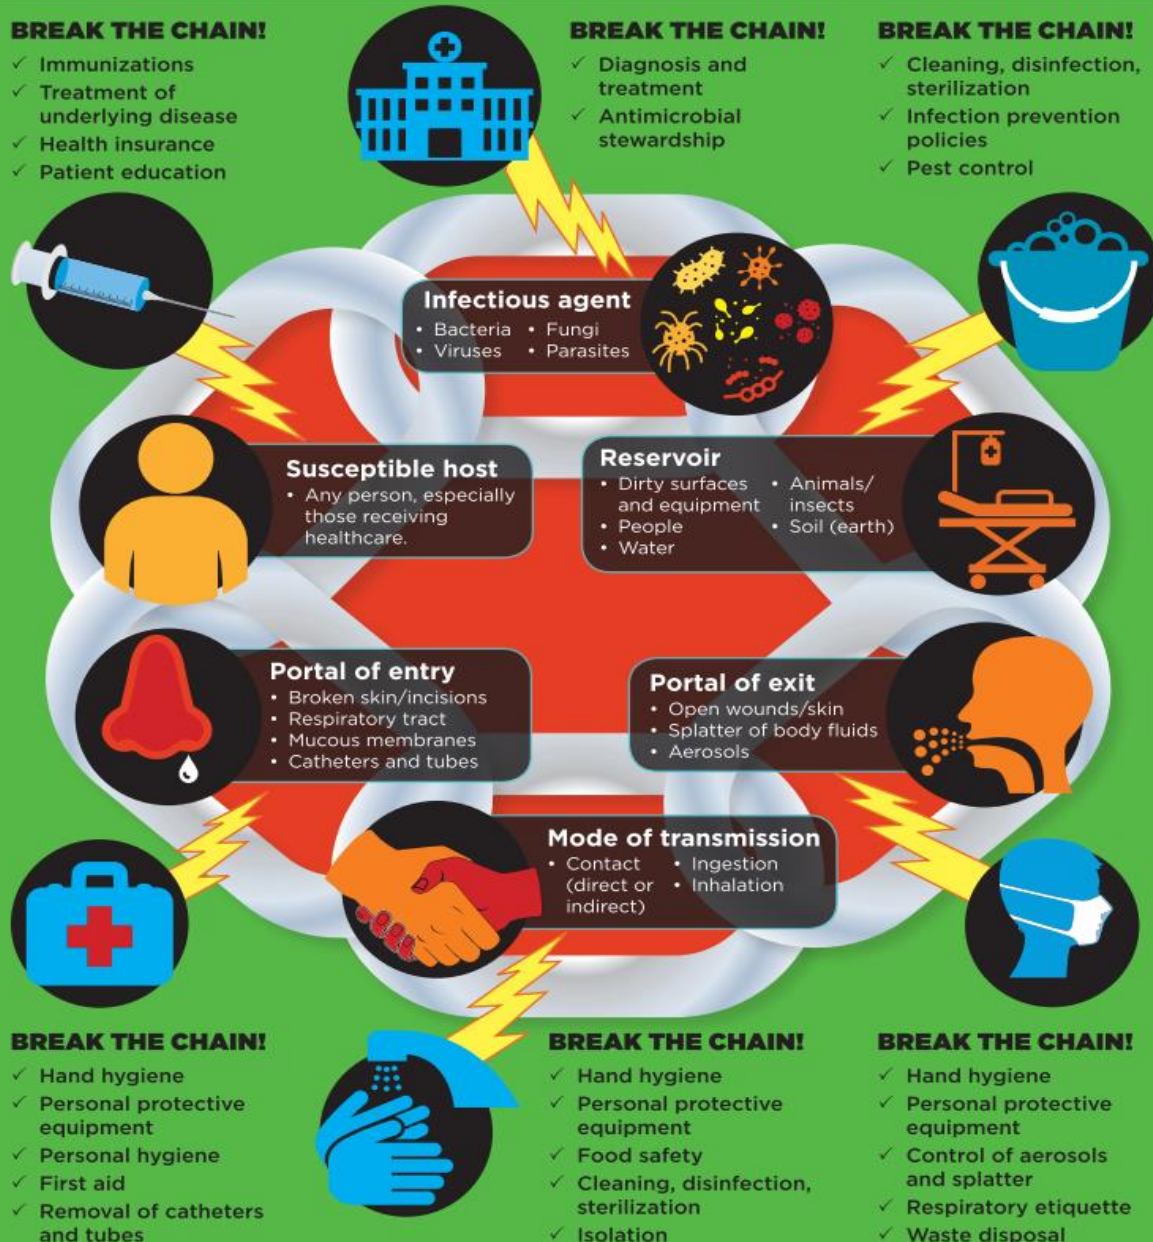 BREAK THE CHAIN!
✓ Immunizations
✓ Treatment of
underlying disease
✓ Health insurance
✓ Patient education
BREAK THE CHAIN!
✓ Diagnosis and
treatment
✓ Antimicrobial
stewardship
BREAK THE CHAIN!
✓ Cleaning, disinfection,
sterilization
✓ Infection prevention
policies
✓ Pest control
Infectious agent
• Bacteria • Fungi
• Viruses • Parasites
Susceptible host
• Any person, especially
those receiving
healthcare.
Reservoir
• Dirty surfaces
and equipment
• People
• Water
• Animals/
insects
• Soil (earth)
Portal of entry
• Broken skin/incisions
• Respiratory tract
• Mucous membranes
• Catheters and tubes
Portal of exit
• Open wounds/skin
• Splatter of body fluids
• Aerosols
Mode of transmission
• Contact
(direct or
indirect)
• Ingestion
• Inhalation
BREAK THE CHAIN!
✓ Hand hygiene
✓ Personal protective
equipment
✓ Personal hygiene
✓ First aid
✓ Removal of catheters
and tubes
BREAK THE CHAIN!
✓ Hand hygiene
✓ Personal protective
equipment
✓ Food safety
✓ Cleaning, disinfection,
sterilization
✓ Isolation
BREAK THE CHAIN!
✓ Hand hygiene
✓ Personal protective
equipment
✓ Control of aerosols
and splatter
✓ Respiratory etiquette
✓ Waste disposal